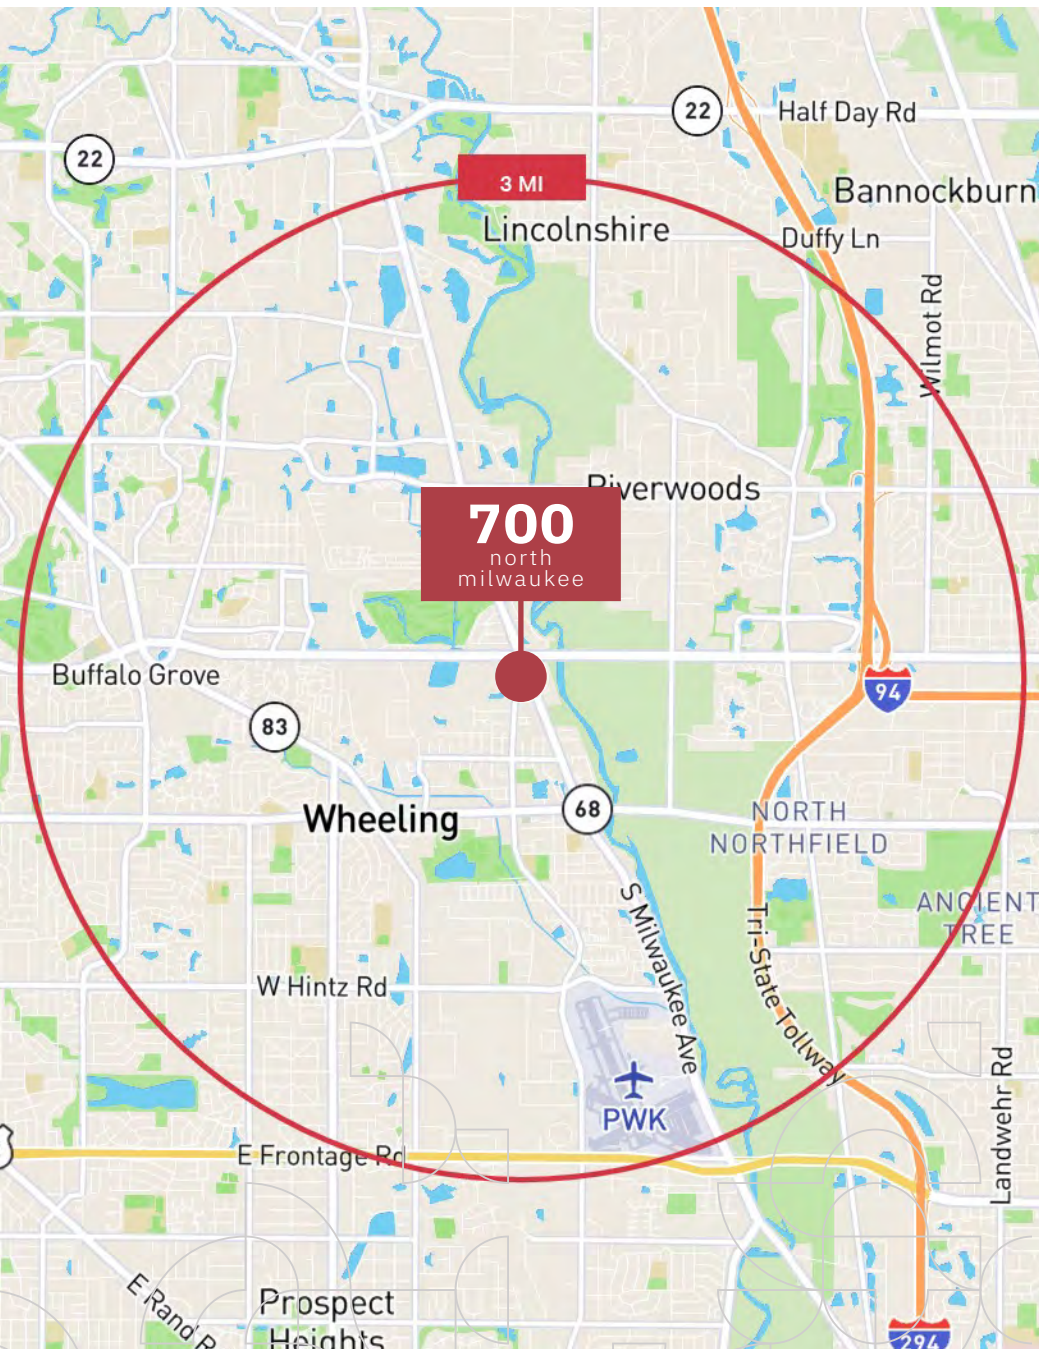 22
Half Day Rd
22
3 MI
Bannockburn
Lincolnshire
Duffy Ln
Wilmot Rd
Riverwoods
700
north
milwaukee
Buffalo Grove
94
83
NORTH
NORTHFIELD
68
Wheeling
S Milwaukee Ave
ANCIENT
TREE
Tri-State Tollway
W Hintz Rd
PWK
Landwehr Rd
E Frontage Rd
E Rand R
Prospect
Heights
294